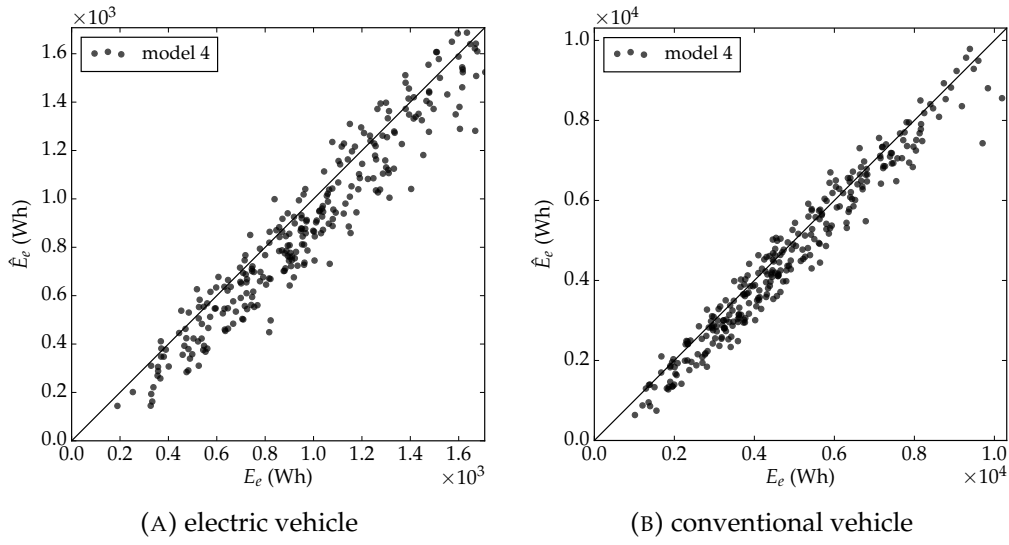 ×10³
model 4
1.6
1.4
1.2
1.0
0.8
0.6
0.4
0.2
0.0
Ê_e (Wh)
0.0 0.2 0.4 0.6 0.8 1.0 1.2 1.4 1.6
E_e (Wh)
×10³
(A) electric vehicle
×10⁴
model 4
1.0
0.8
0.6
0.4
0.2
0.0
Ê_e (Wh)
0.0 0.2 0.4 0.6 0.8 1.0
E_e (Wh)
×10⁴
(B) conventional vehicle